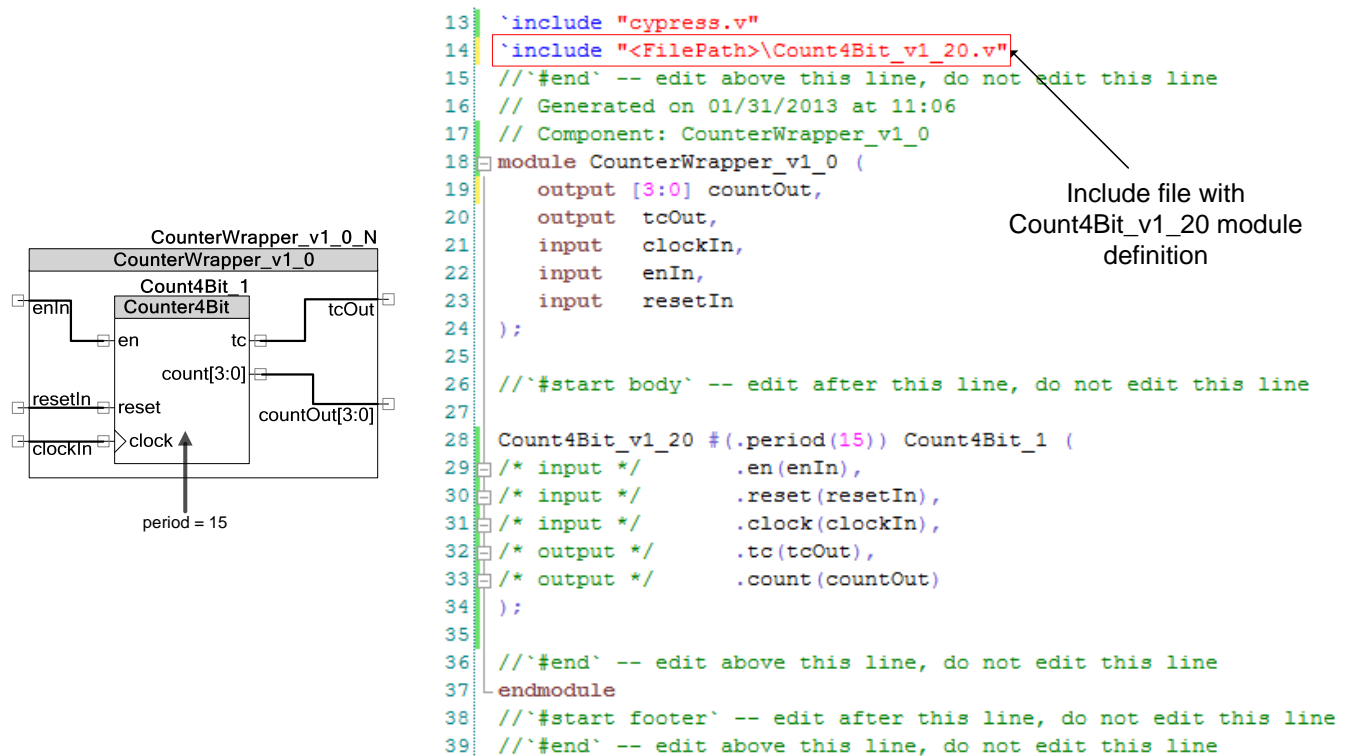 CounterWrapper_v1_0_N
CounterWrapper_v1_0
Count4Bit_1
Counter4Bit
enIn
tcOut
en
tc
count[3:0]
resetIn
reset
countOut[3:0]
clockIn
clock
period = 15
13 `include "cypress.v"
14 `include "<FilePath>\Count4Bit_v1_20.v"
15 //`#end` -- edit above this line, do not edit this line
16 // Generated on 01/31/2013 at 11:06
17 // Component: CounterWrapper_v1_0
18 module CounterWrapper_v1_0 (
19 output [3:0] countOut,
20 output tcOut,
21 input clockIn,
22 input enIn,
23 input resetIn
24 );
25
26 //`#start body` -- edit after this line, do not edit this line
27
28 Count4Bit_v1_20 #(.period(15)) Count4Bit_1 (
29 /* input */ .en(enIn),
30 /* input */ .reset(resetIn),
31 /* input */ .clock(clockIn),
32 /* output */ .tc(tcOut),
33 /* output */ .count(countOut)
34 );
35
36 //`#end` -- edit above this line, do not edit this line
37 endmodule
38 //`#start footer` -- edit after this line, do not edit this line
39 //`#end` -- edit above this line, do not edit this line
Include file with
Count4Bit_v1_20 module
definition